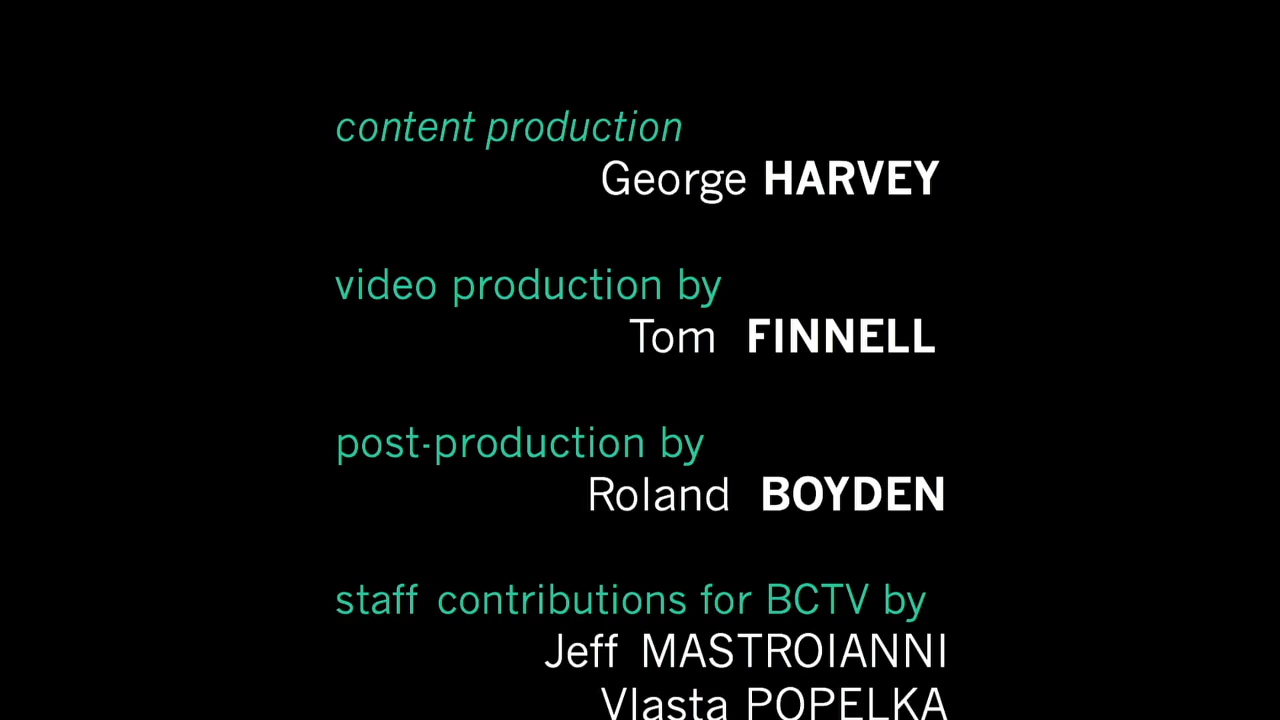 content production
George HARVEY
video production by
Tom FINNELL
post-production by
Roland BOYDEN
staff contributions for BCTV by
Jeff MASTROIANNI
Vlasta POPELKA